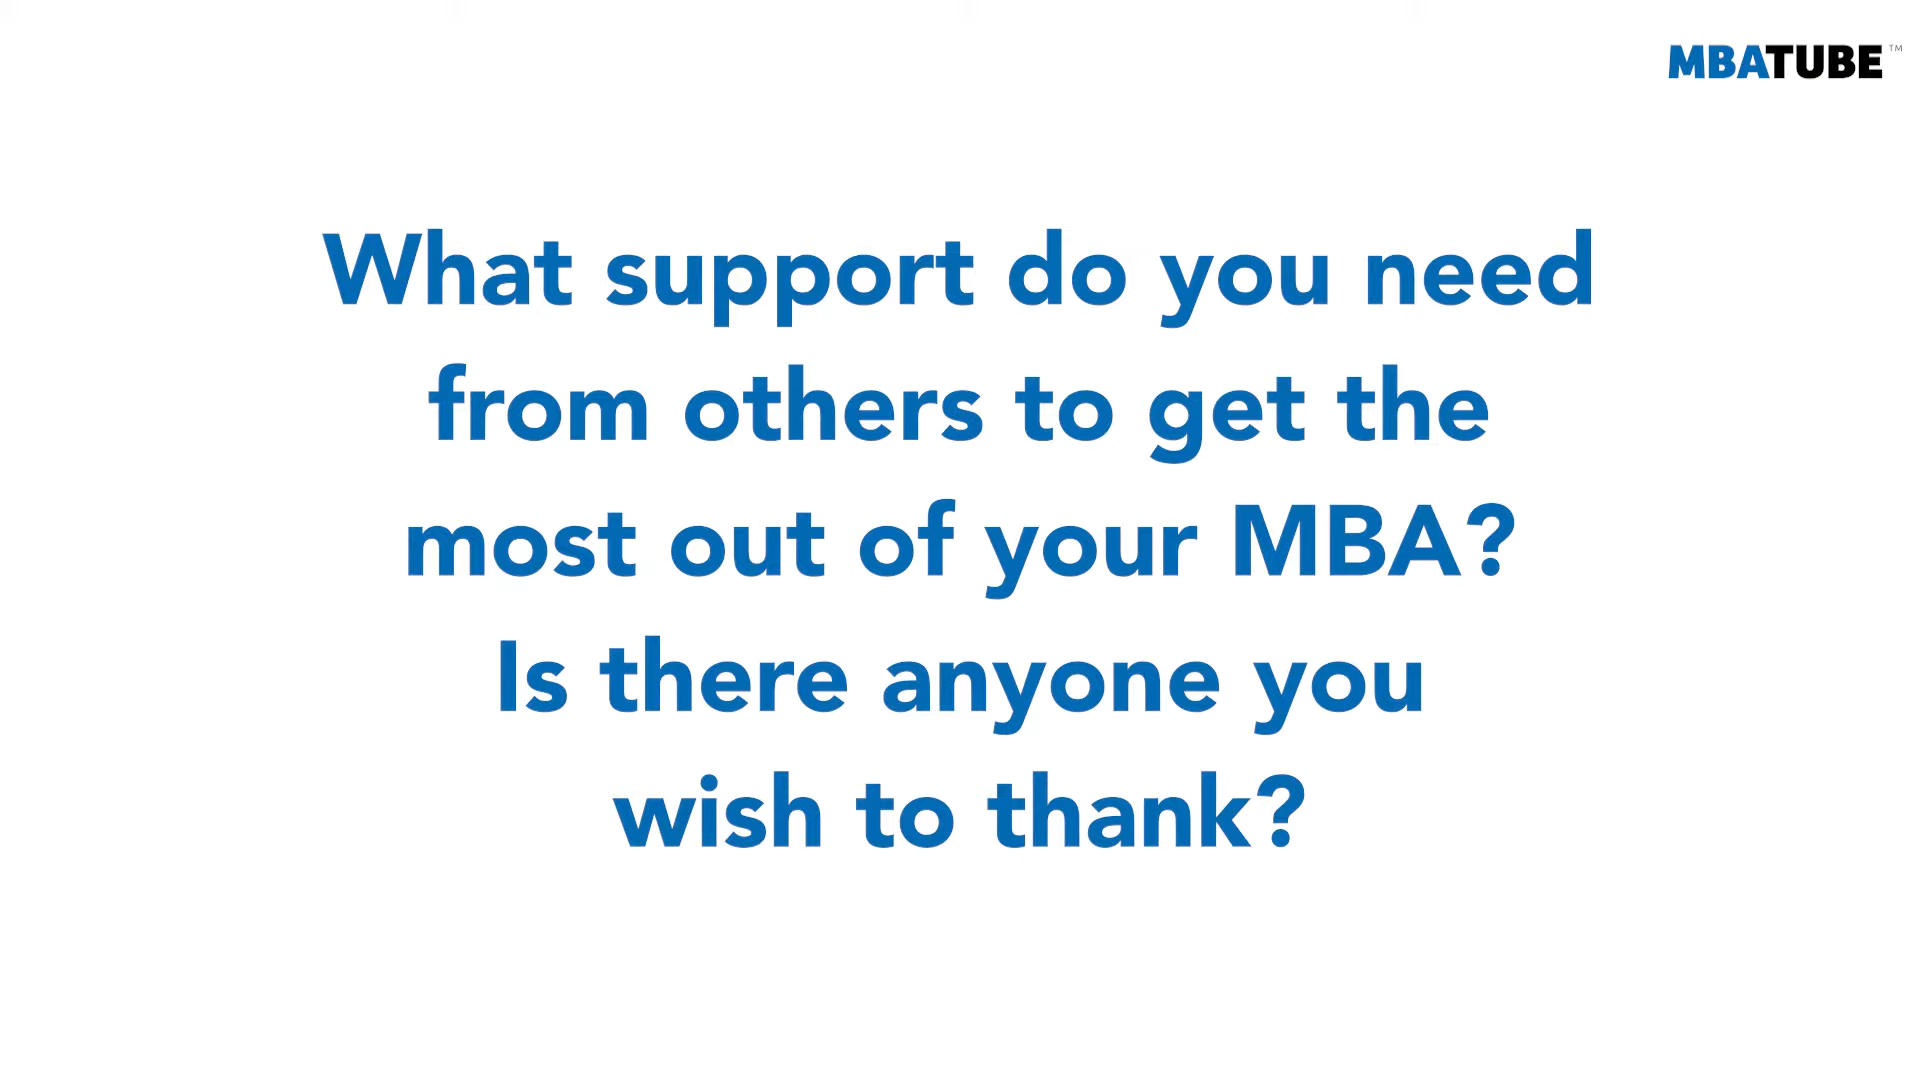 MBATUBE™
What support do you need
from others to get the
most out of your MBA?
Is there anyone you
wish to thank?